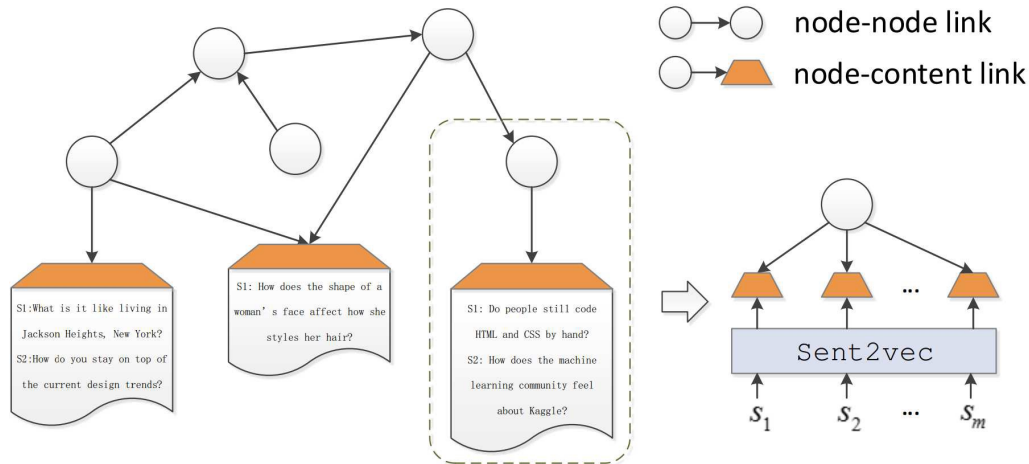 node-node link
node-content link
S1:What is it like living in
Jackson Heights, New York?
S2:How do you stay on top of
the current design trends?
S1: How does the shape of a
woman's face affect how she
styles her hair?
S1: Do people still code
HTML and CSS by hand?
S2: How does the machine
learning community feel
about Kaggle?
...
Sent2vec
s1 s2 ... sm